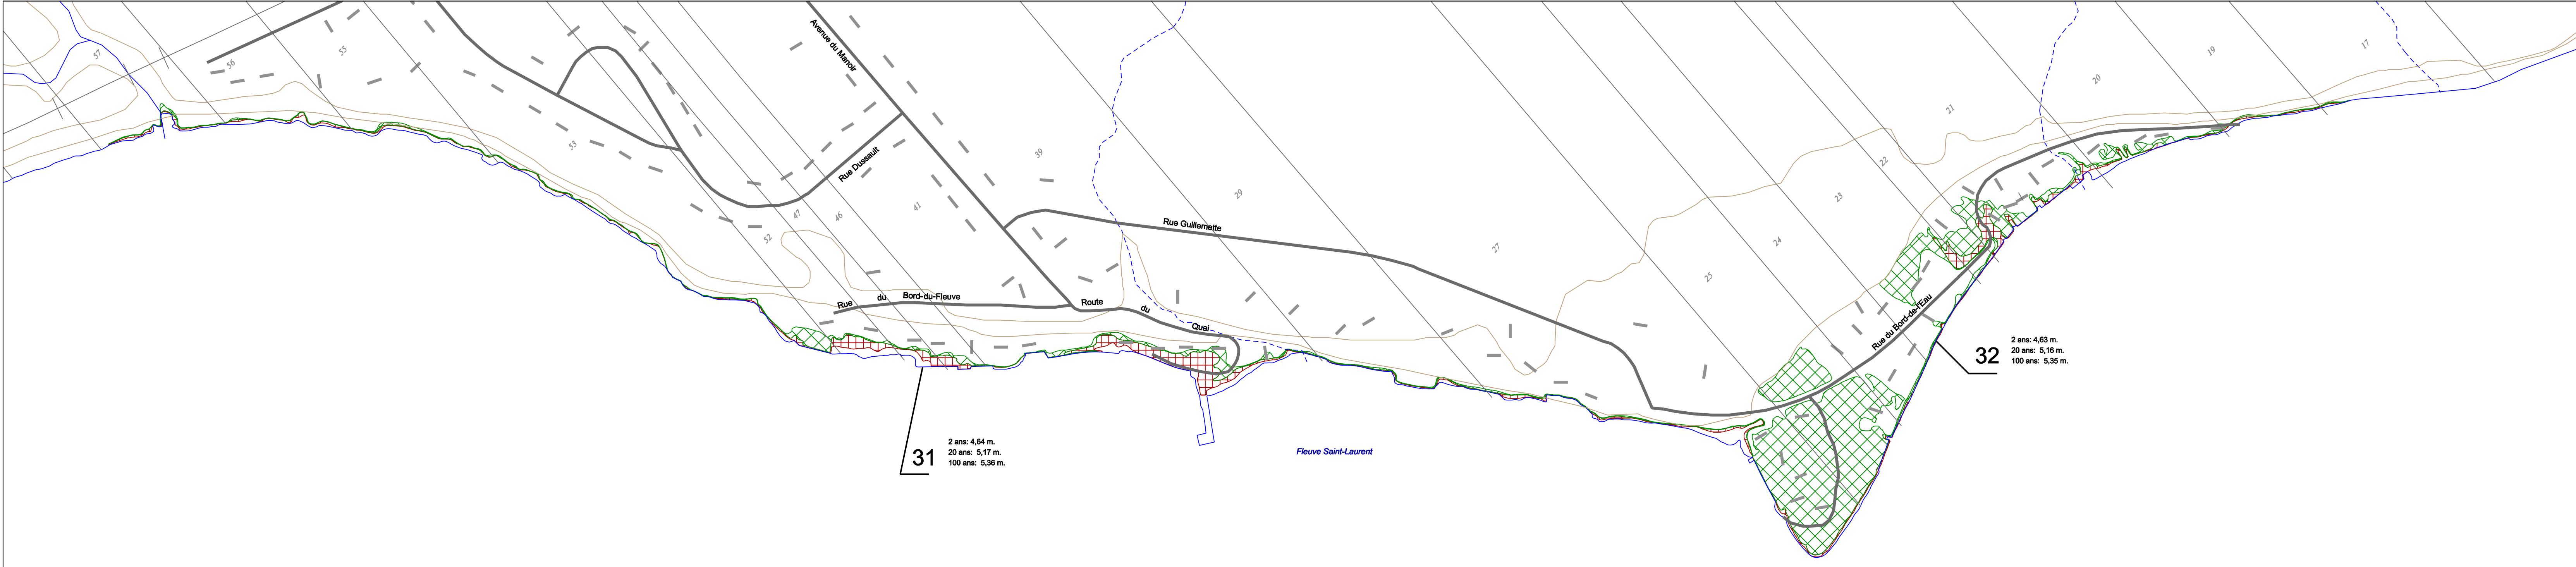 57
56
55
53
52
47
46
41
39
29
27
25
24
23
22
21
20
19
17
Avenue du Manoir
Rue Dussault
Rue Guillemette
Rue du Bord-du-Fleuve
Route du Quai
Rue du Bord-de-l'Eau
31
2 ans: 4,64 m.
20 ans: 5,17 m.
100 ans: 5,36 m.
Fleuve Saint-Laurent
32
2 ans: 4,63 m.
20 ans: 5,16 m.
100 ans: 5,35 m.